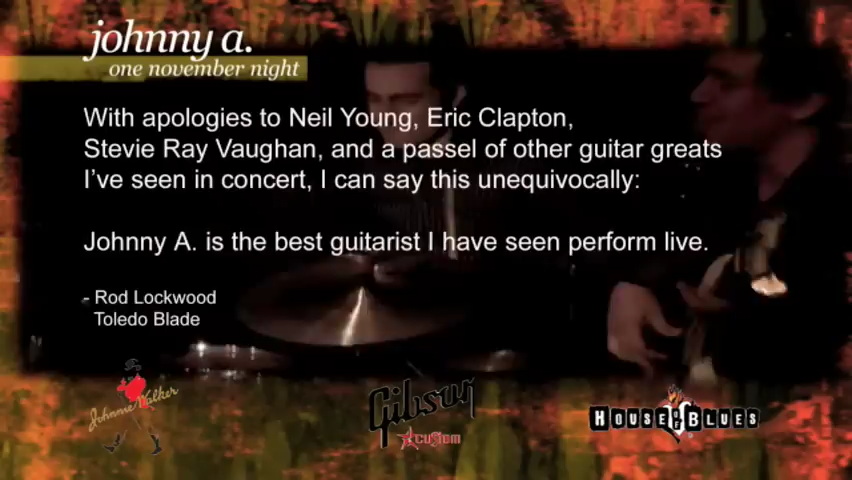 johnny a.
one november night
With apologies to Neil Young, Eric Clapton,
Stevie Ray Vaughan, and a passel of other guitar greats
I've seen in concert, I can say this unequivocally:
Johnny A. is the best guitarist I have seen perform live.
- Rod Lockwood
Toledo Blade
Johnnie Walker
Gibson
CUSTOM
HOUSE OF BLUES